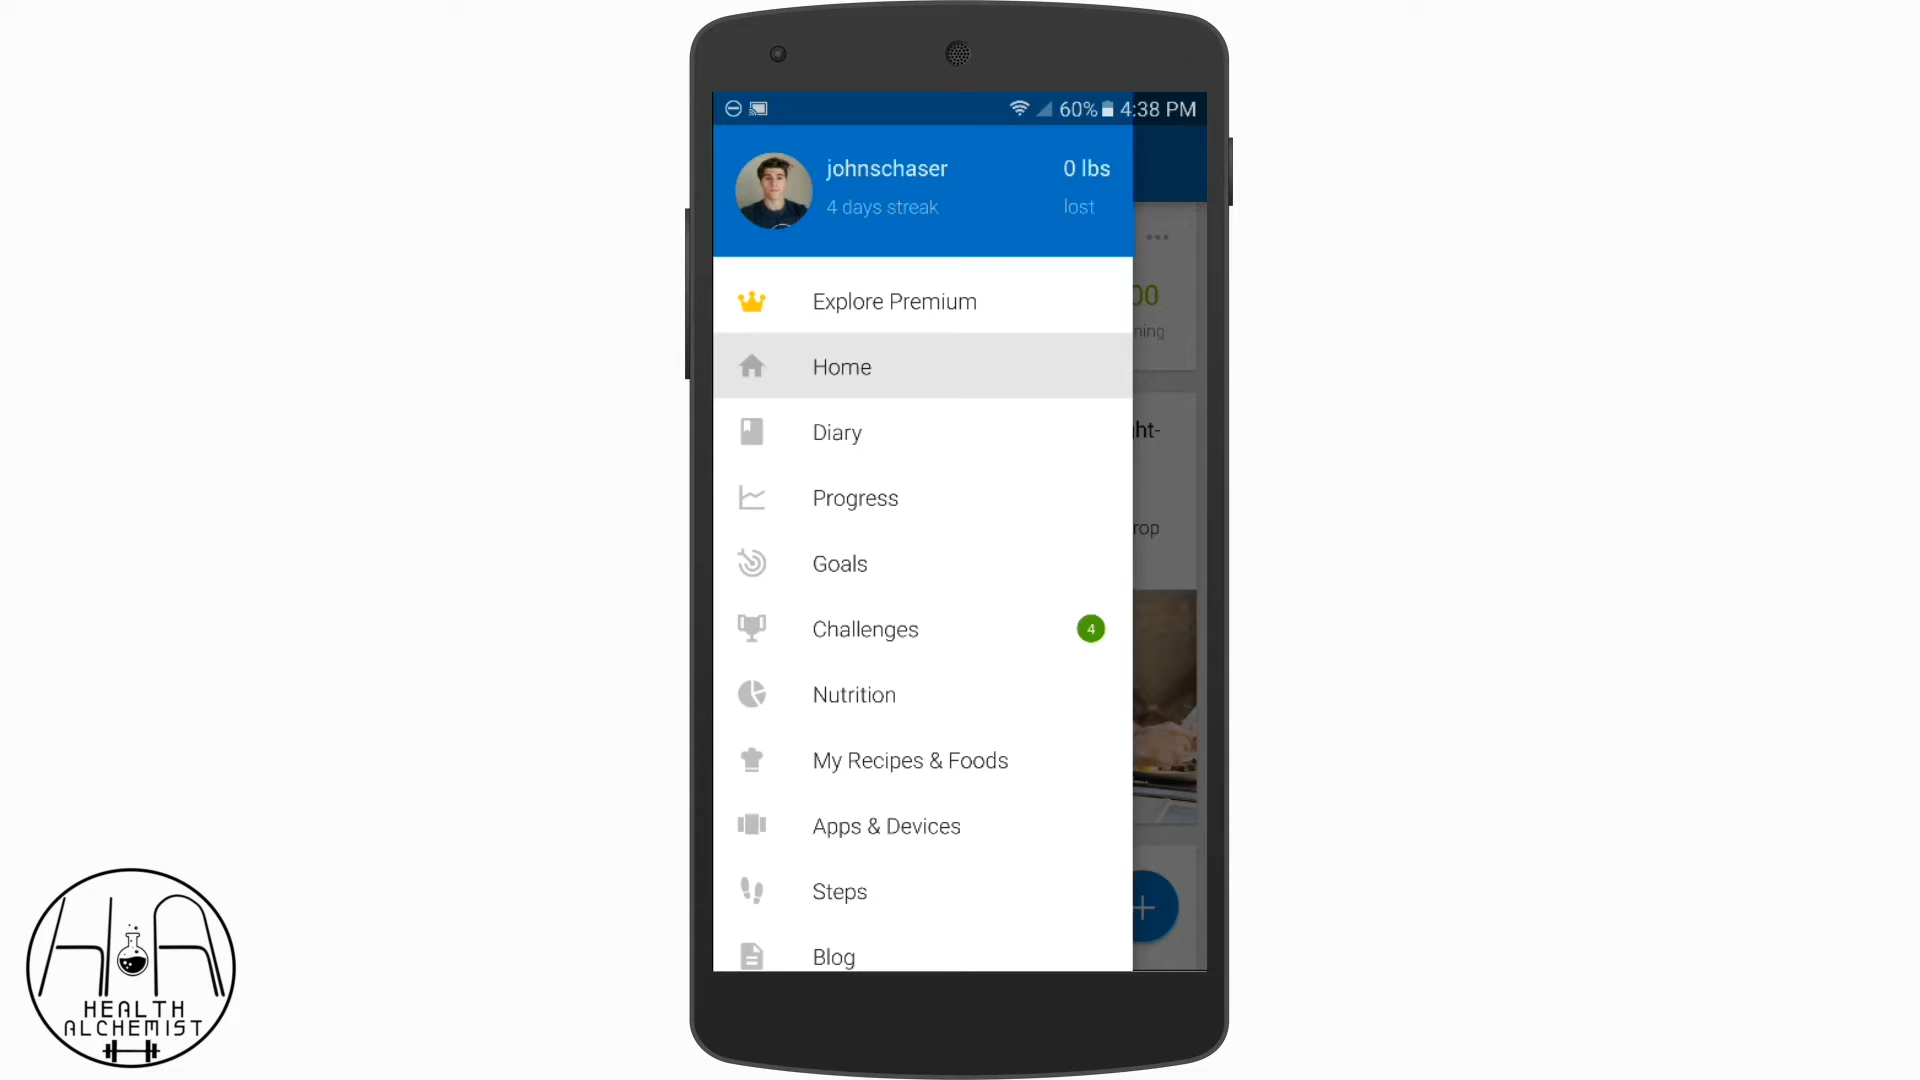 60% 4:38 PM
johnschaser 0 lbs
4 days streak lost
Explore Premium
Home
Diary
Progress
Goals
Challenges 4
Nutrition
My Recipes & Foods
Apps & Devices
Steps
Blog
HA
HEALTH
ALCHEMIST